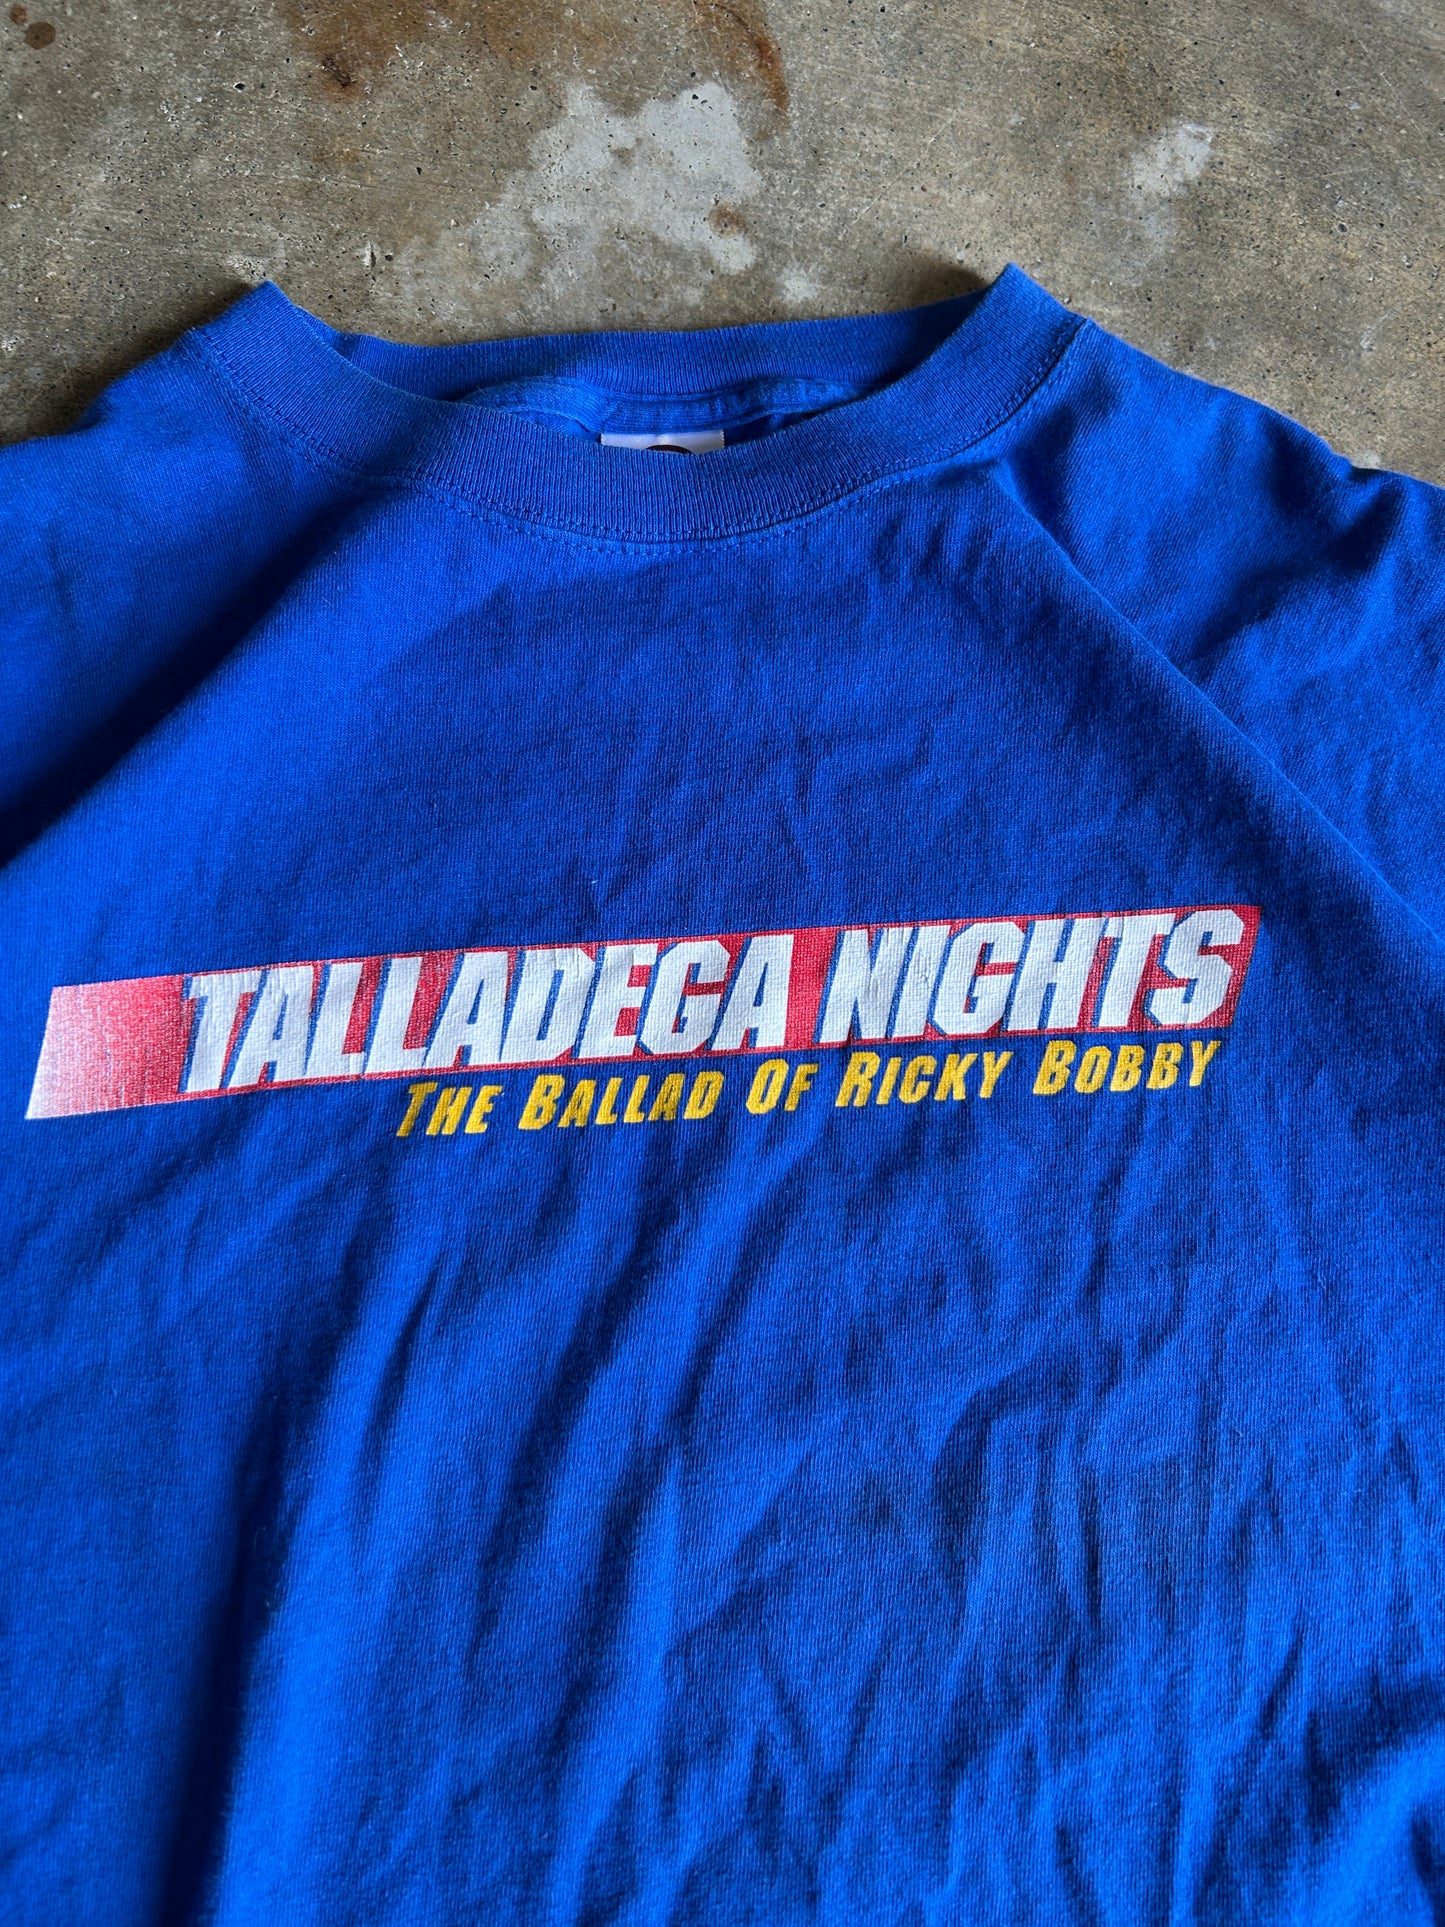 TALLADEGA NIGHTS
THE BALLAD OF RICKY BOBBY